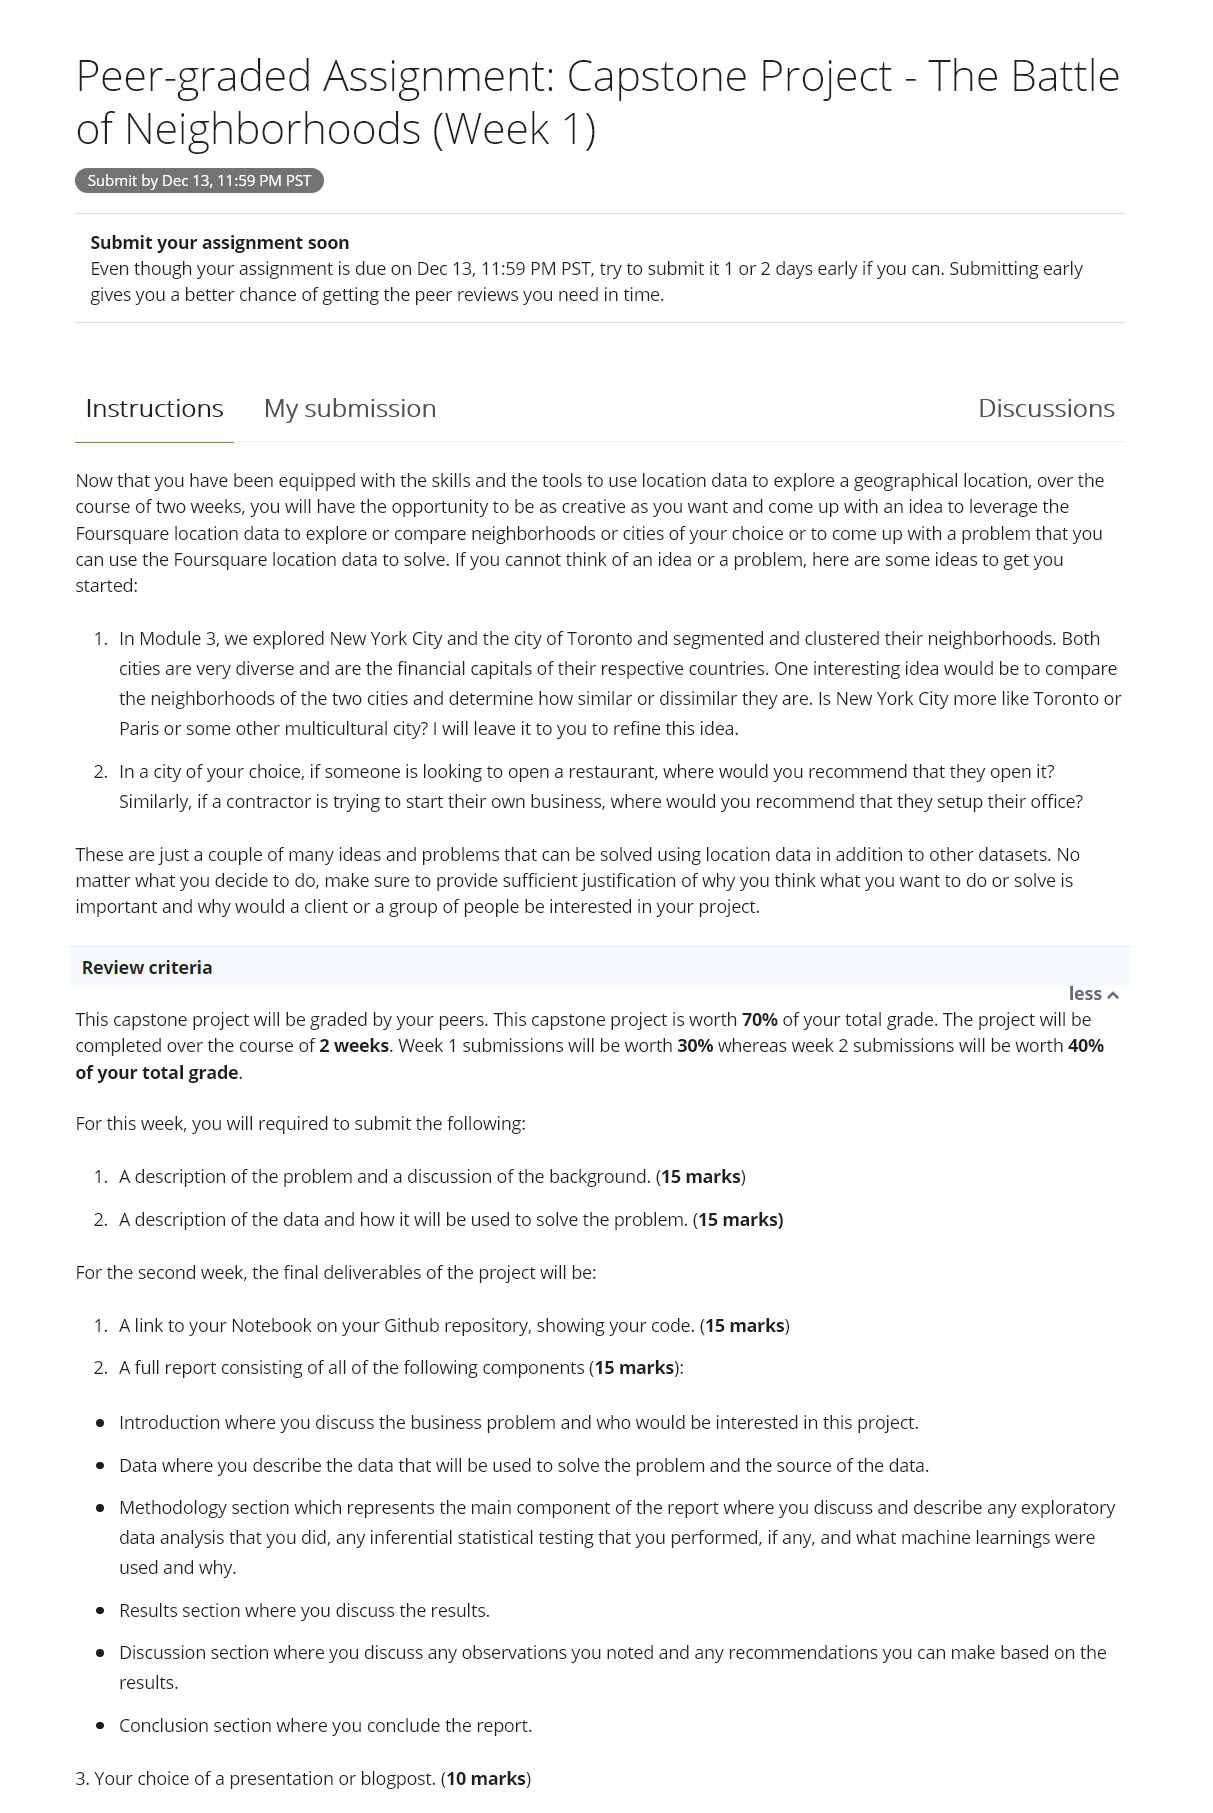 Peer-graded Assignment: Capstone Project - The Battle
of Neighborhoods (Week 1)
Submit by Dec 13, 11:59 PM PST
Submit your assignment soon
Even though your assignment is due on Dec 13, 11:59 PM PST, try to submit it 1 or 2 days early if you can. Submitting early
gives you a better chance of getting the peer reviews you need in time.
Instructions My submission Discussions
Now that you have been equipped with the skills and the tools to use location data to explore a geographical location, over the
course of two weeks, you will have the opportunity to be as creative as you want and come up with an idea to leverage the
Foursquare location data to explore or compare neighborhoods or cities of your choice or to come up with a problem that you
can use the Foursquare location data to solve. If you cannot think of an idea or a problem, here are some ideas to get you
started:
1. In Module 3, we explored New York City and the city of Toronto and segmented and clustered their neighborhoods. Both
cities are very diverse and are the financial capitals of their respective countries. One interesting idea would be to compare
the neighborhoods of the two cities and determine how similar or dissimilar they are. Is New York City more like Toronto or
Paris or some other multicultural city? I will leave it to you to refine this idea.
2. In a city of your choice, if someone is looking to open a restaurant, where would you recommend that they open it?
Similarly, if a contractor is trying to start their own business, where would you recommend that they setup their office?
These are just a couple of many ideas and problems that can be solved using location data in addition to other datasets. No
matter what you decide to do, make sure to provide sufficient justification of why you think what you want to do or solve is
important and why would a client or a group of people be interested in your project.
Review criteria
less
This capstone project will be graded by your peers. This capstone project is worth 70% of your total grade. The project will be
completed over the course of 2 weeks. Week 1 submissions will be worth 30% whereas week 2 submissions will be worth 40%
of your total grade.
For this week, you will required to submit the following:
1. A description of the problem and a discussion of the background. (15 marks)
2. A description of the data and how it will be used to solve the problem. (15 marks)
For the second week, the final deliverables of the project will be:
1. A link to your Notebook on your Github repository, showing your code. (15 marks)
2. A full report consisting of all of the following components (15 marks):
• Introduction where you discuss the business problem and who would be interested in this project.
• Data where you describe the data that will be used to solve the problem and the source of the data.
• Methodology section which represents the main component of the report where you discuss and describe any exploratory
data analysis that you did, any inferential statistical testing that you performed, if any, and what machine learnings were
used and why.
• Results section where you discuss the results.
• Discussion section where you discuss any observations you noted and any recommendations you can make based on the
results.
• Conclusion section where you conclude the report.
3. Your choice of a presentation or blogpost. (10 marks)